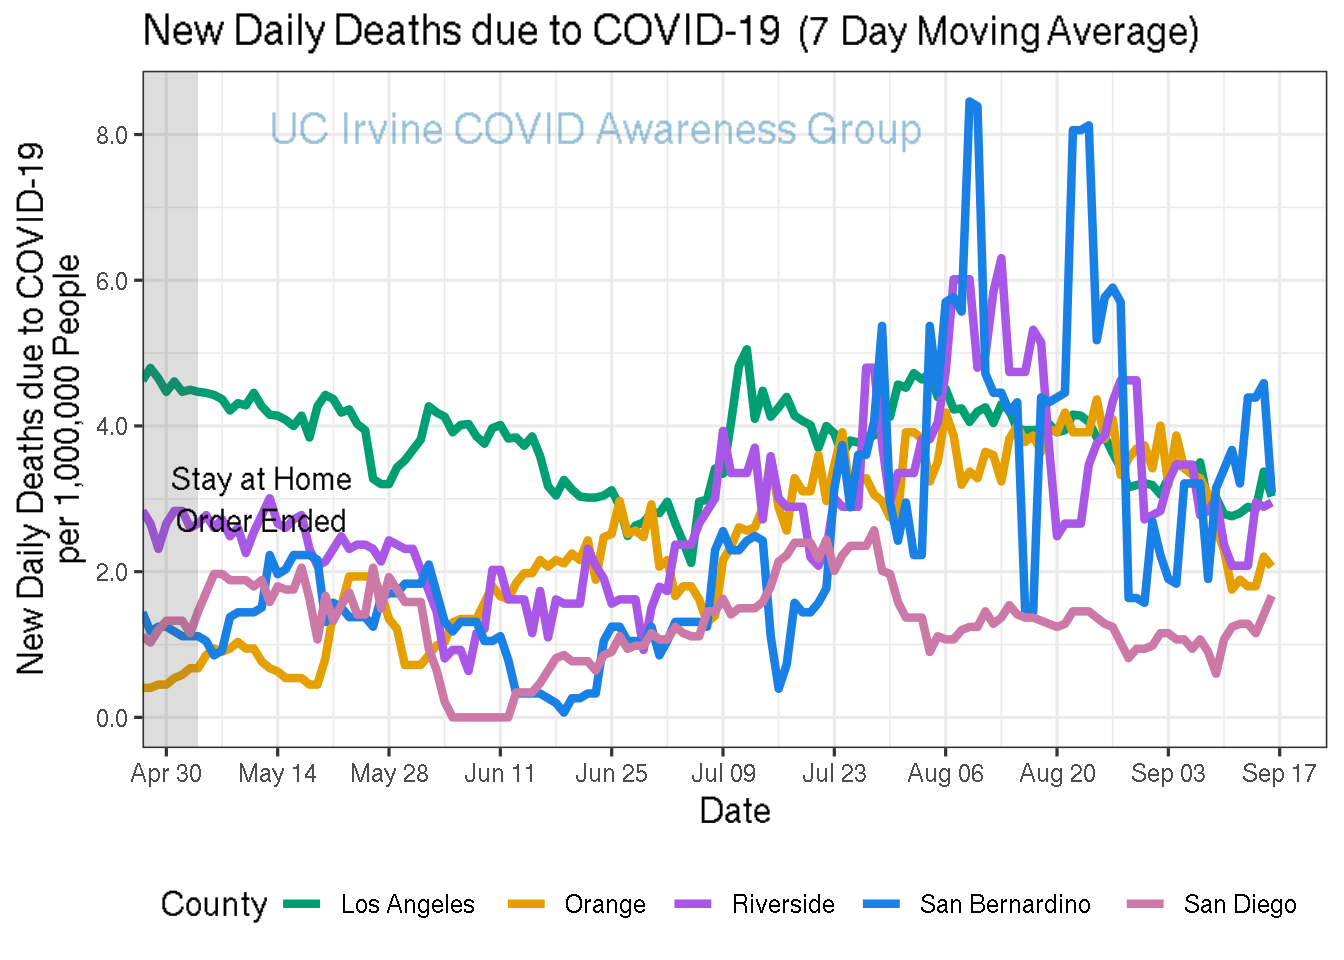 New Daily Deaths due to COVID-19 (7 Day Moving Average)
UC Irvine COVID Awareness Group
New Daily Deaths due to COVID-19
per 1,000,000 People
8.0
6.0
4.0
2.0
0.0
Stay at Home
Order Ended
Apr 30 May 14 May 28 Jun 11 Jun 25 Jul 09 Jul 23 Aug 06 Aug 20 Sep 03 Sep 17
Date
County Los Angeles Orange Riverside San Bernardino San Diego